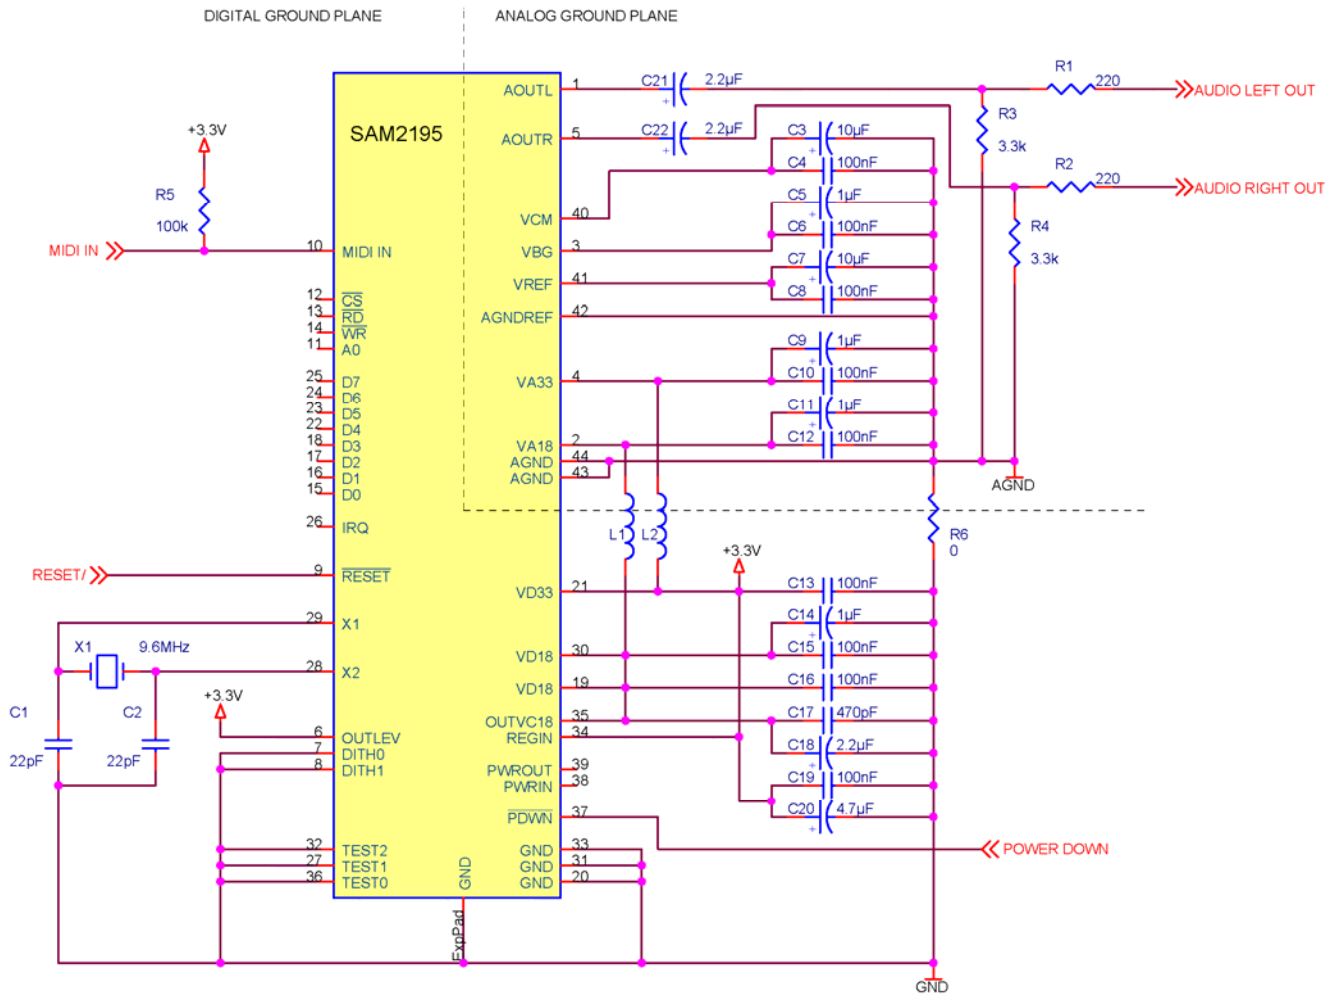 DIGITAL GROUND PLANE
ANALOG GROUND PLANE
SAM2195
+3.3V
R5
100k
MIDI IN
10 MIDI IN
12 CS
13 RD
14 WR
11 A0
25 D7
24 D6
23 D5
22 D4
18 D3
17 D2
16 D1
15 D0
26 IRQ
RESET/
9 RESET
29 X1
X1 9.6MHz
28 X2
+3.3V
C1
22pF
C2
22pF
6 OUTLEV
7 DITH0
8 DITH1
32 TEST2
27 TEST1
36 TEST0
GND
ExpPad
AOUTL 1
AOUTR 5
VCM 40
VBG 3
VREF 41
AGNDREF 42
VA33 4
VA18 2
AGND 44
AGND 43
VD33 21
VD18 30
VD18 19
OUTVC18 35
REGIN 34
PWROUT 39
PWRIN 38
PDWN 37
GND 33
GND 31
GND 20
C21 2.2µF
+
C22 2.2µF
+
C3 10µF
+
C4 100nF
C5 1µF
+
C6 100nF
C7 10µF
+
C8 100nF
C9 1µF
+
C10 100nF
C11 1µF
+
C12 100nF
L1
L2
+3.3V
C13 100nF
C14 1µF
+
C15 100nF
C16 100nF
C17 470pF
C18 2.2µF
+
C19 100nF
C20 4.7µF
+
R1
220
AUDIO LEFT OUT
R3
3.3k
R2
220
AUDIO RIGHT OUT
R4
3.3k
AGND
R6
0
POWER DOWN
GND